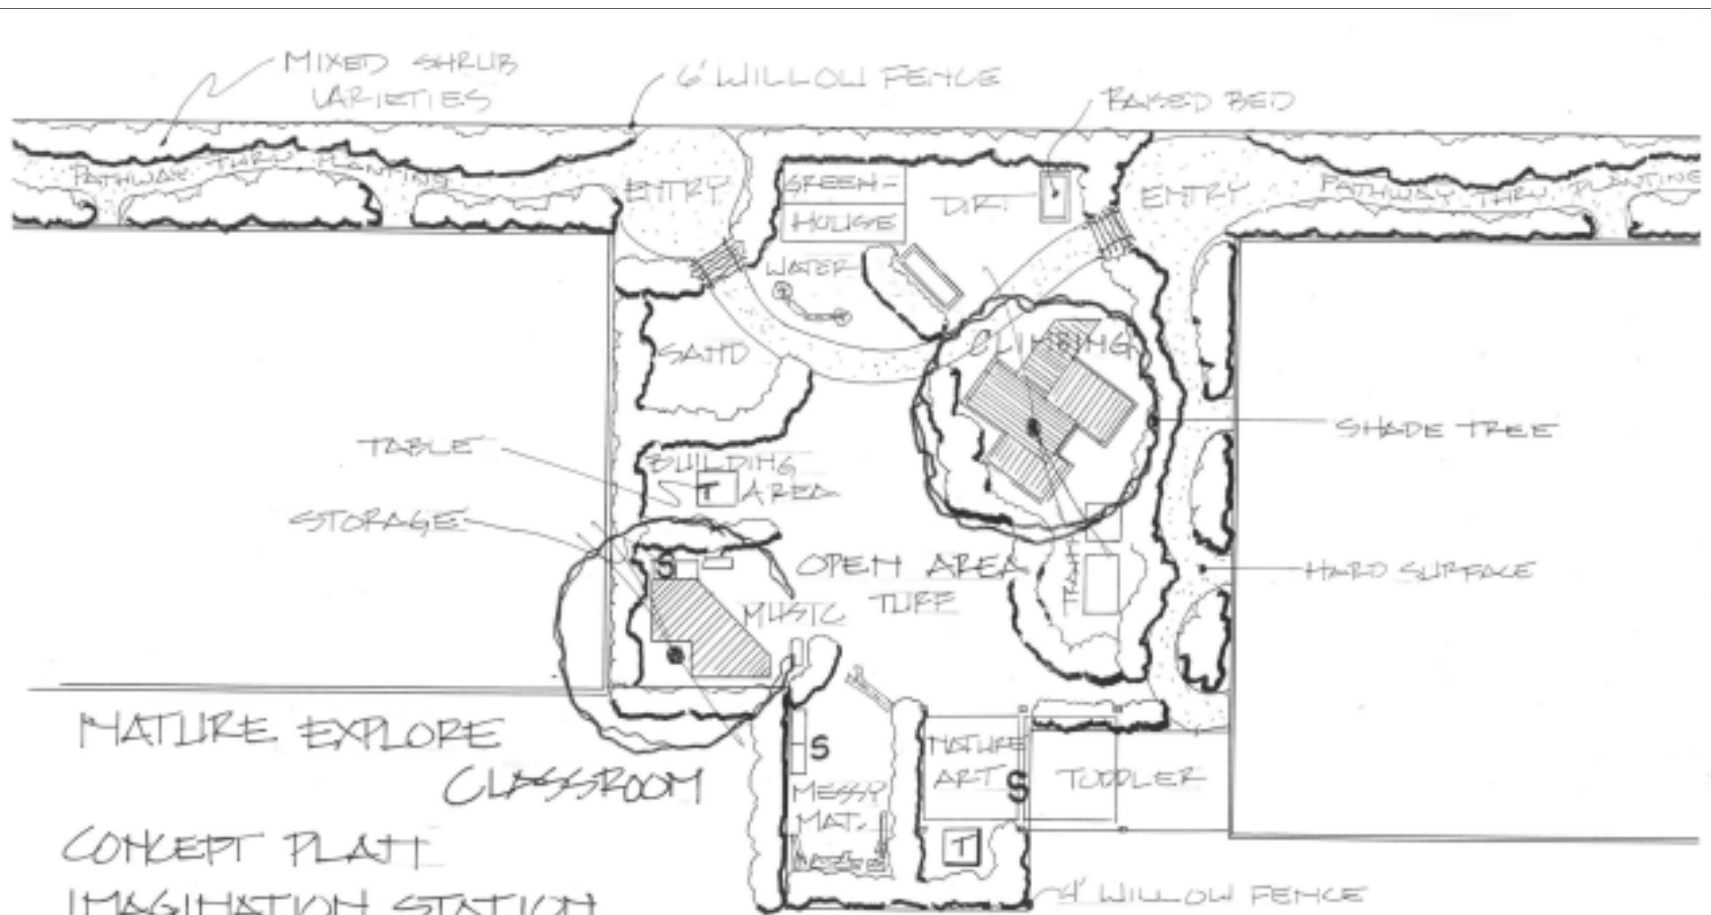 MIXED SHRUB
VARIETIES
6' WILLOW FENCE
RAISED BED
PATHWAY THRU PLANTING
ENTRY
GREEN-
HOUSE
DIRT
ENTRY
PATHWAY THRU PLANTING
WATER
SAND
CLIMBING
SHADE TREE
TABLE
BUILDING
T AREA
STORAGE
S
OPEN AREA
TURF
MUSIC
HARD SURFACE
NATURE EXPLORE
CLASSROOM
S
MESSY
MAT.
NATURE
ART
S
TODDLER
T
CONCEPT PLAN
IMAGINATION STATION
4' WILLOW FENCE